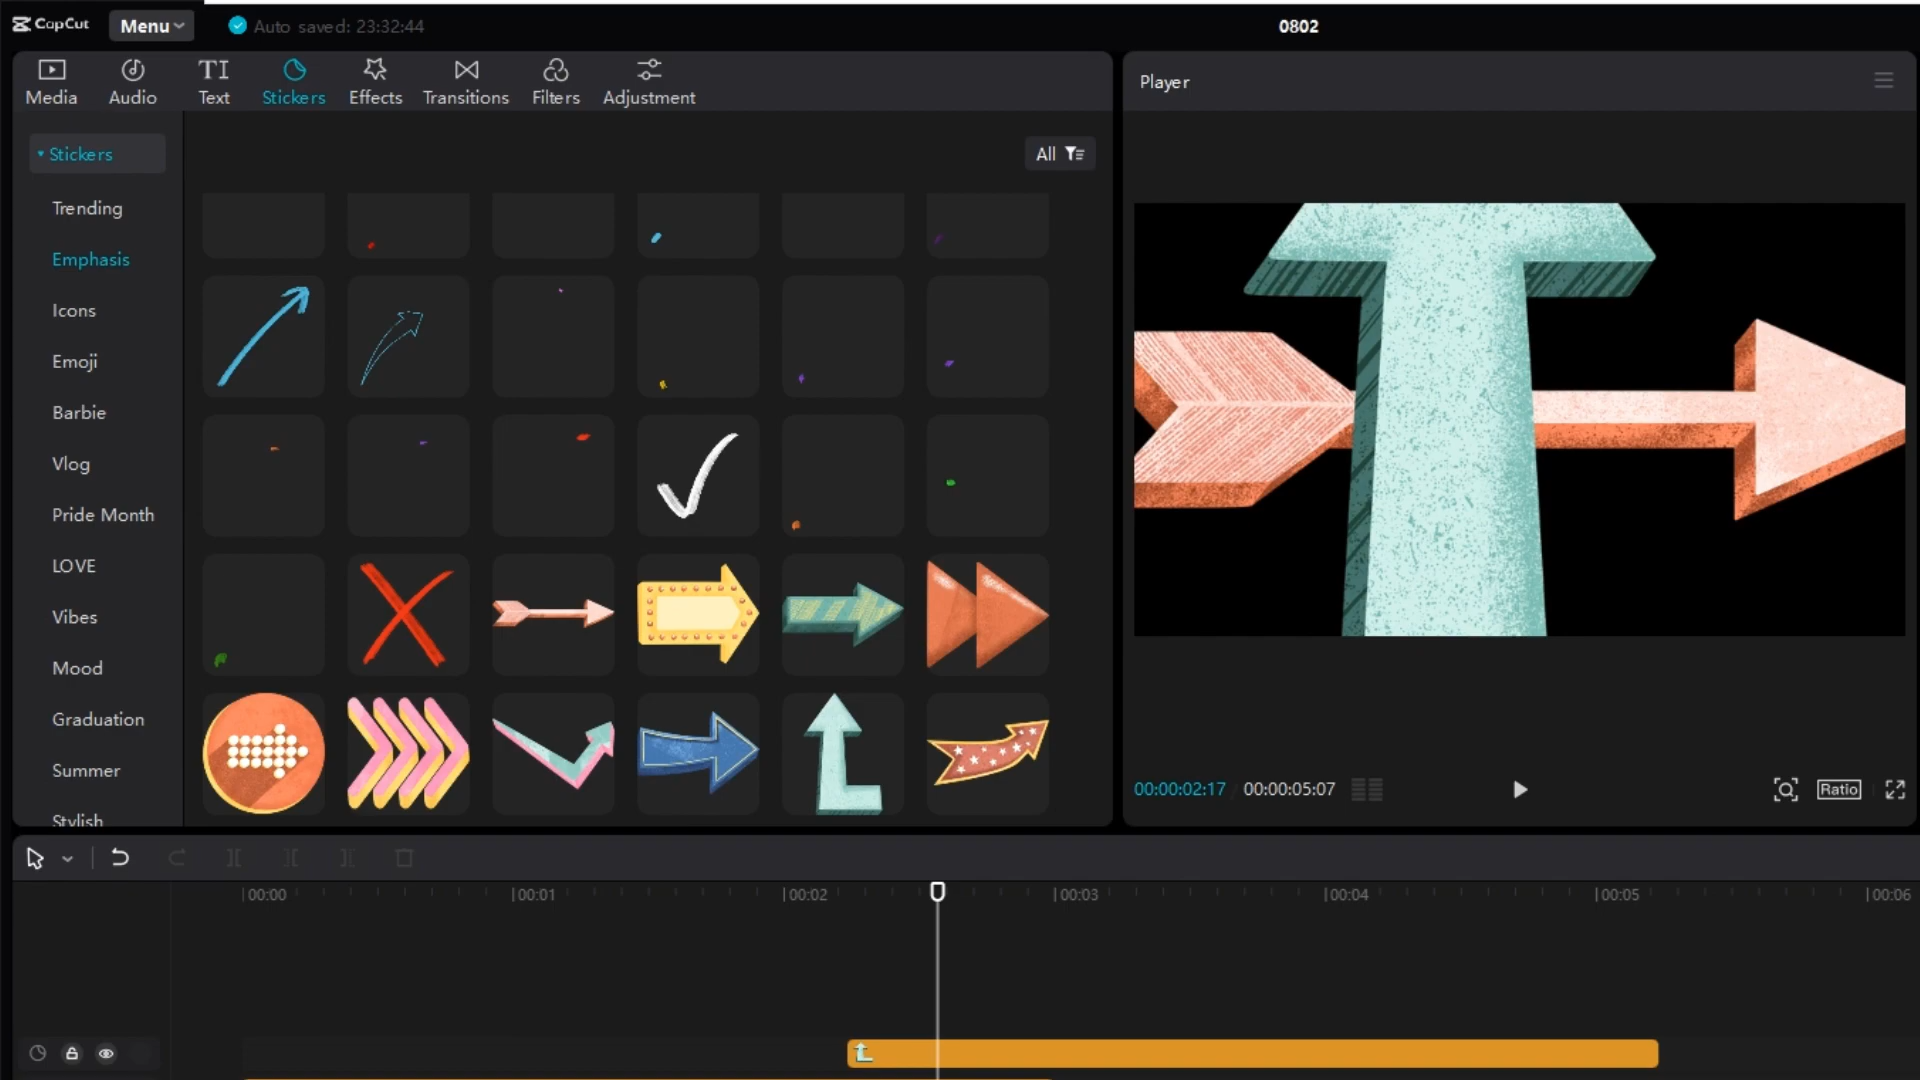 CapCut Menu Auto saved: 23:32:44 0802
Media Audio Text Stickers Effects Transitions Filters Adjustment
Player
Stickers
All
Trending
Emphasis
Icons
Emoji
Barbie
Vlog
Pride Month
LOVE
Vibes
Mood
Graduation
Summer
Stylish
00:00:02:17 00:00:05:07
Ratio
00:00 00:01 00:02 00:03 00:04 00:05 00:06